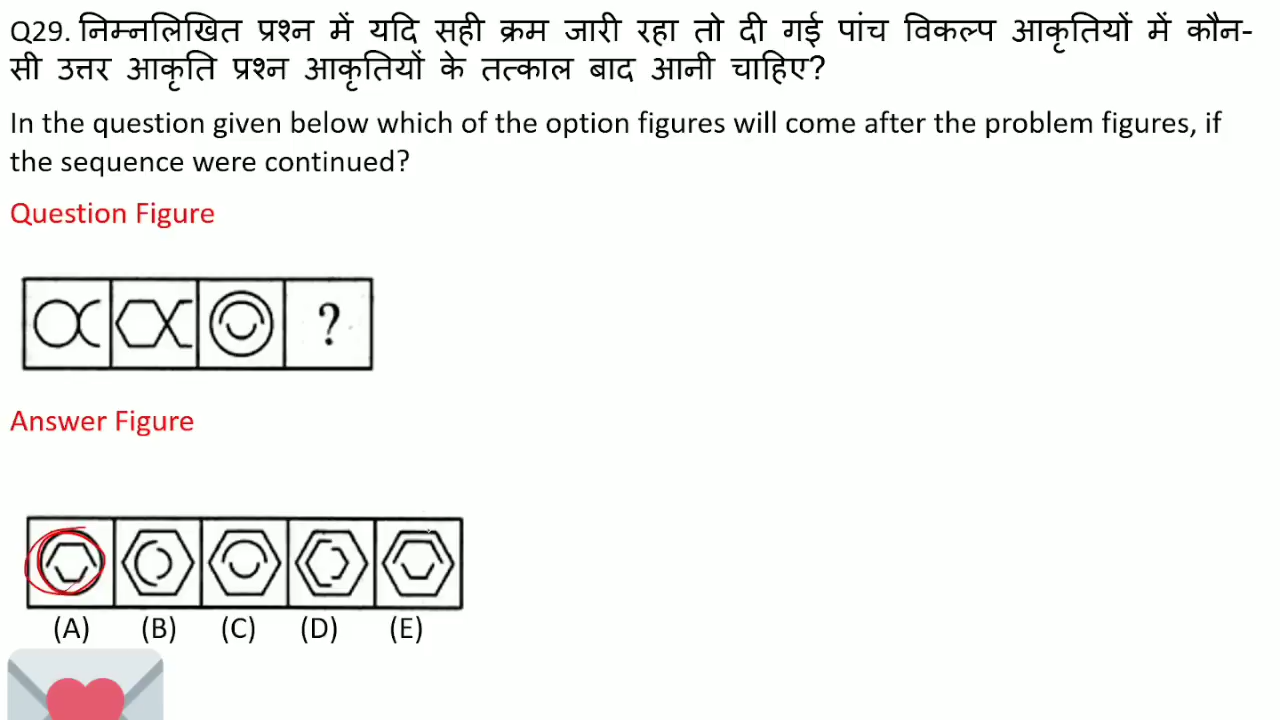 Q29. निम्नलिखित प्रश्न में यदि सही क्रम जारी रहा तो दी गई पांच विकल्प आकृतियों में कौन-
सी उत्तर आकृति प्रश्न आकृतियों के तत्काल बाद आनी चाहिए?
In the question given below which of the option figures will come after the problem figures, if
the sequence were continued?
Question Figure
?
Answer Figure
(A) (B) (C) (D) (E)